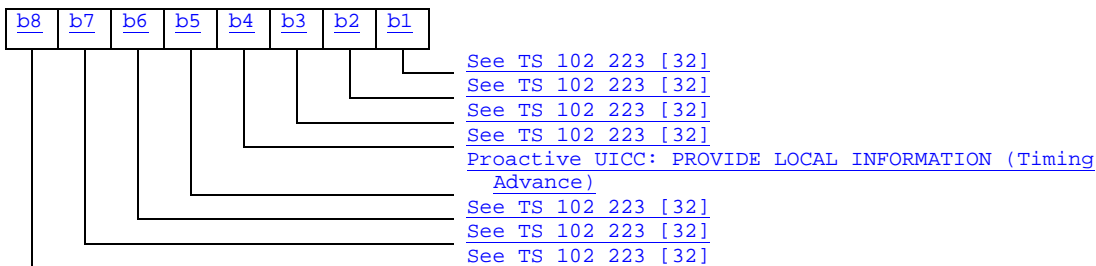 b8 b7 b6 b5 b4 b3 b2 b1
See TS 102 223 [32]
See TS 102 223 [32]
See TS 102 223 [32]
See TS 102 223 [32]
Proactive UICC: PROVIDE LOCAL INFORMATION (Timing
Advance)
See TS 102 223 [32]
See TS 102 223 [32]
See TS 102 223 [32]